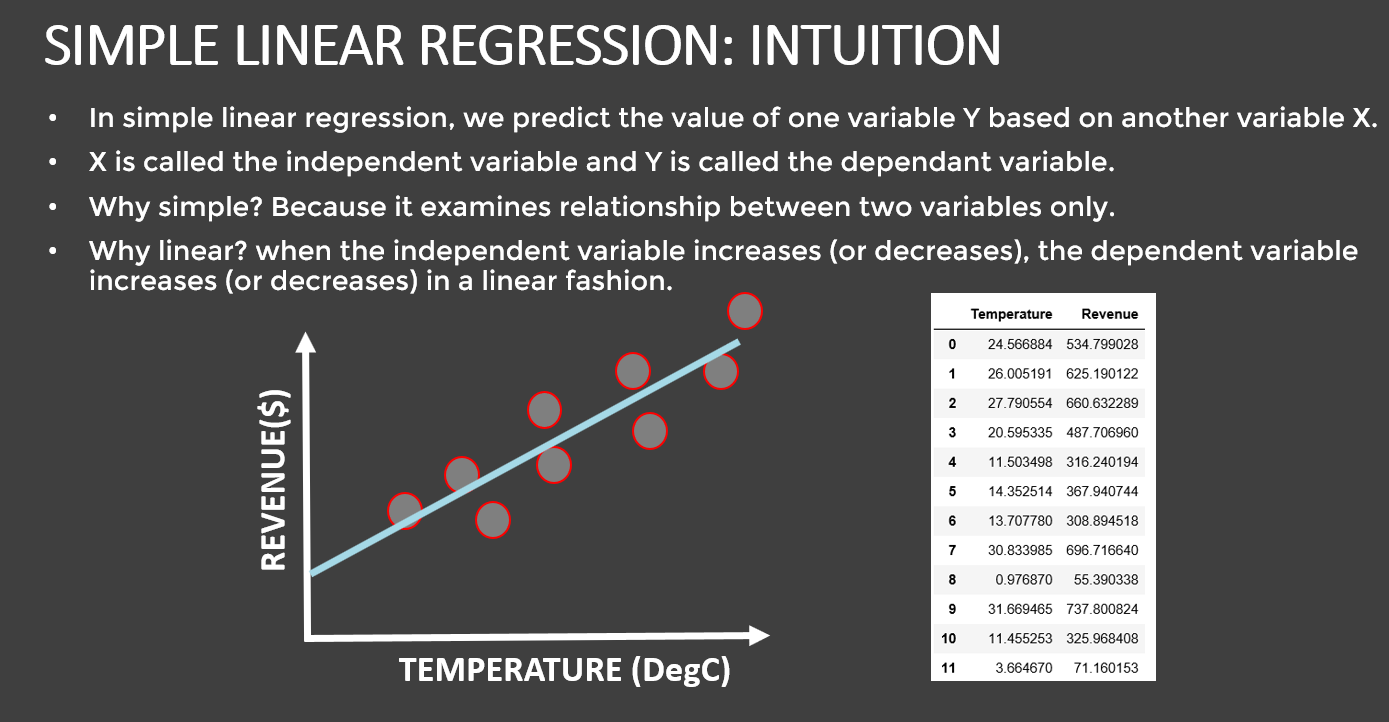 SIMPLE LINEAR REGRESSION: INTUITION
• In simple linear regression, we predict the value of one variable Y based on another variable X.
• X is called the independent variable and Y is called the dependant variable.
• Why simple? Because it examines relationship between two variables only.
• Why linear? when the independent variable increases (or decreases), the dependent variable
increases (or decreases) in a linear fashion.
REVENUE($)
TEMPERATURE (DegC)
Temperature Revenue
0 24.566884 534.799028
1 26.005191 625.190122
2 27.790554 660.632289
3 20.595335 487.706960
4 11.503498 316.240194
5 14.352514 367.940744
6 13.707780 308.894518
7 30.833985 696.716640
8 0.976870 55.390338
9 31.669465 737.800824
10 11.455253 325.968408
11 3.664670 71.160153